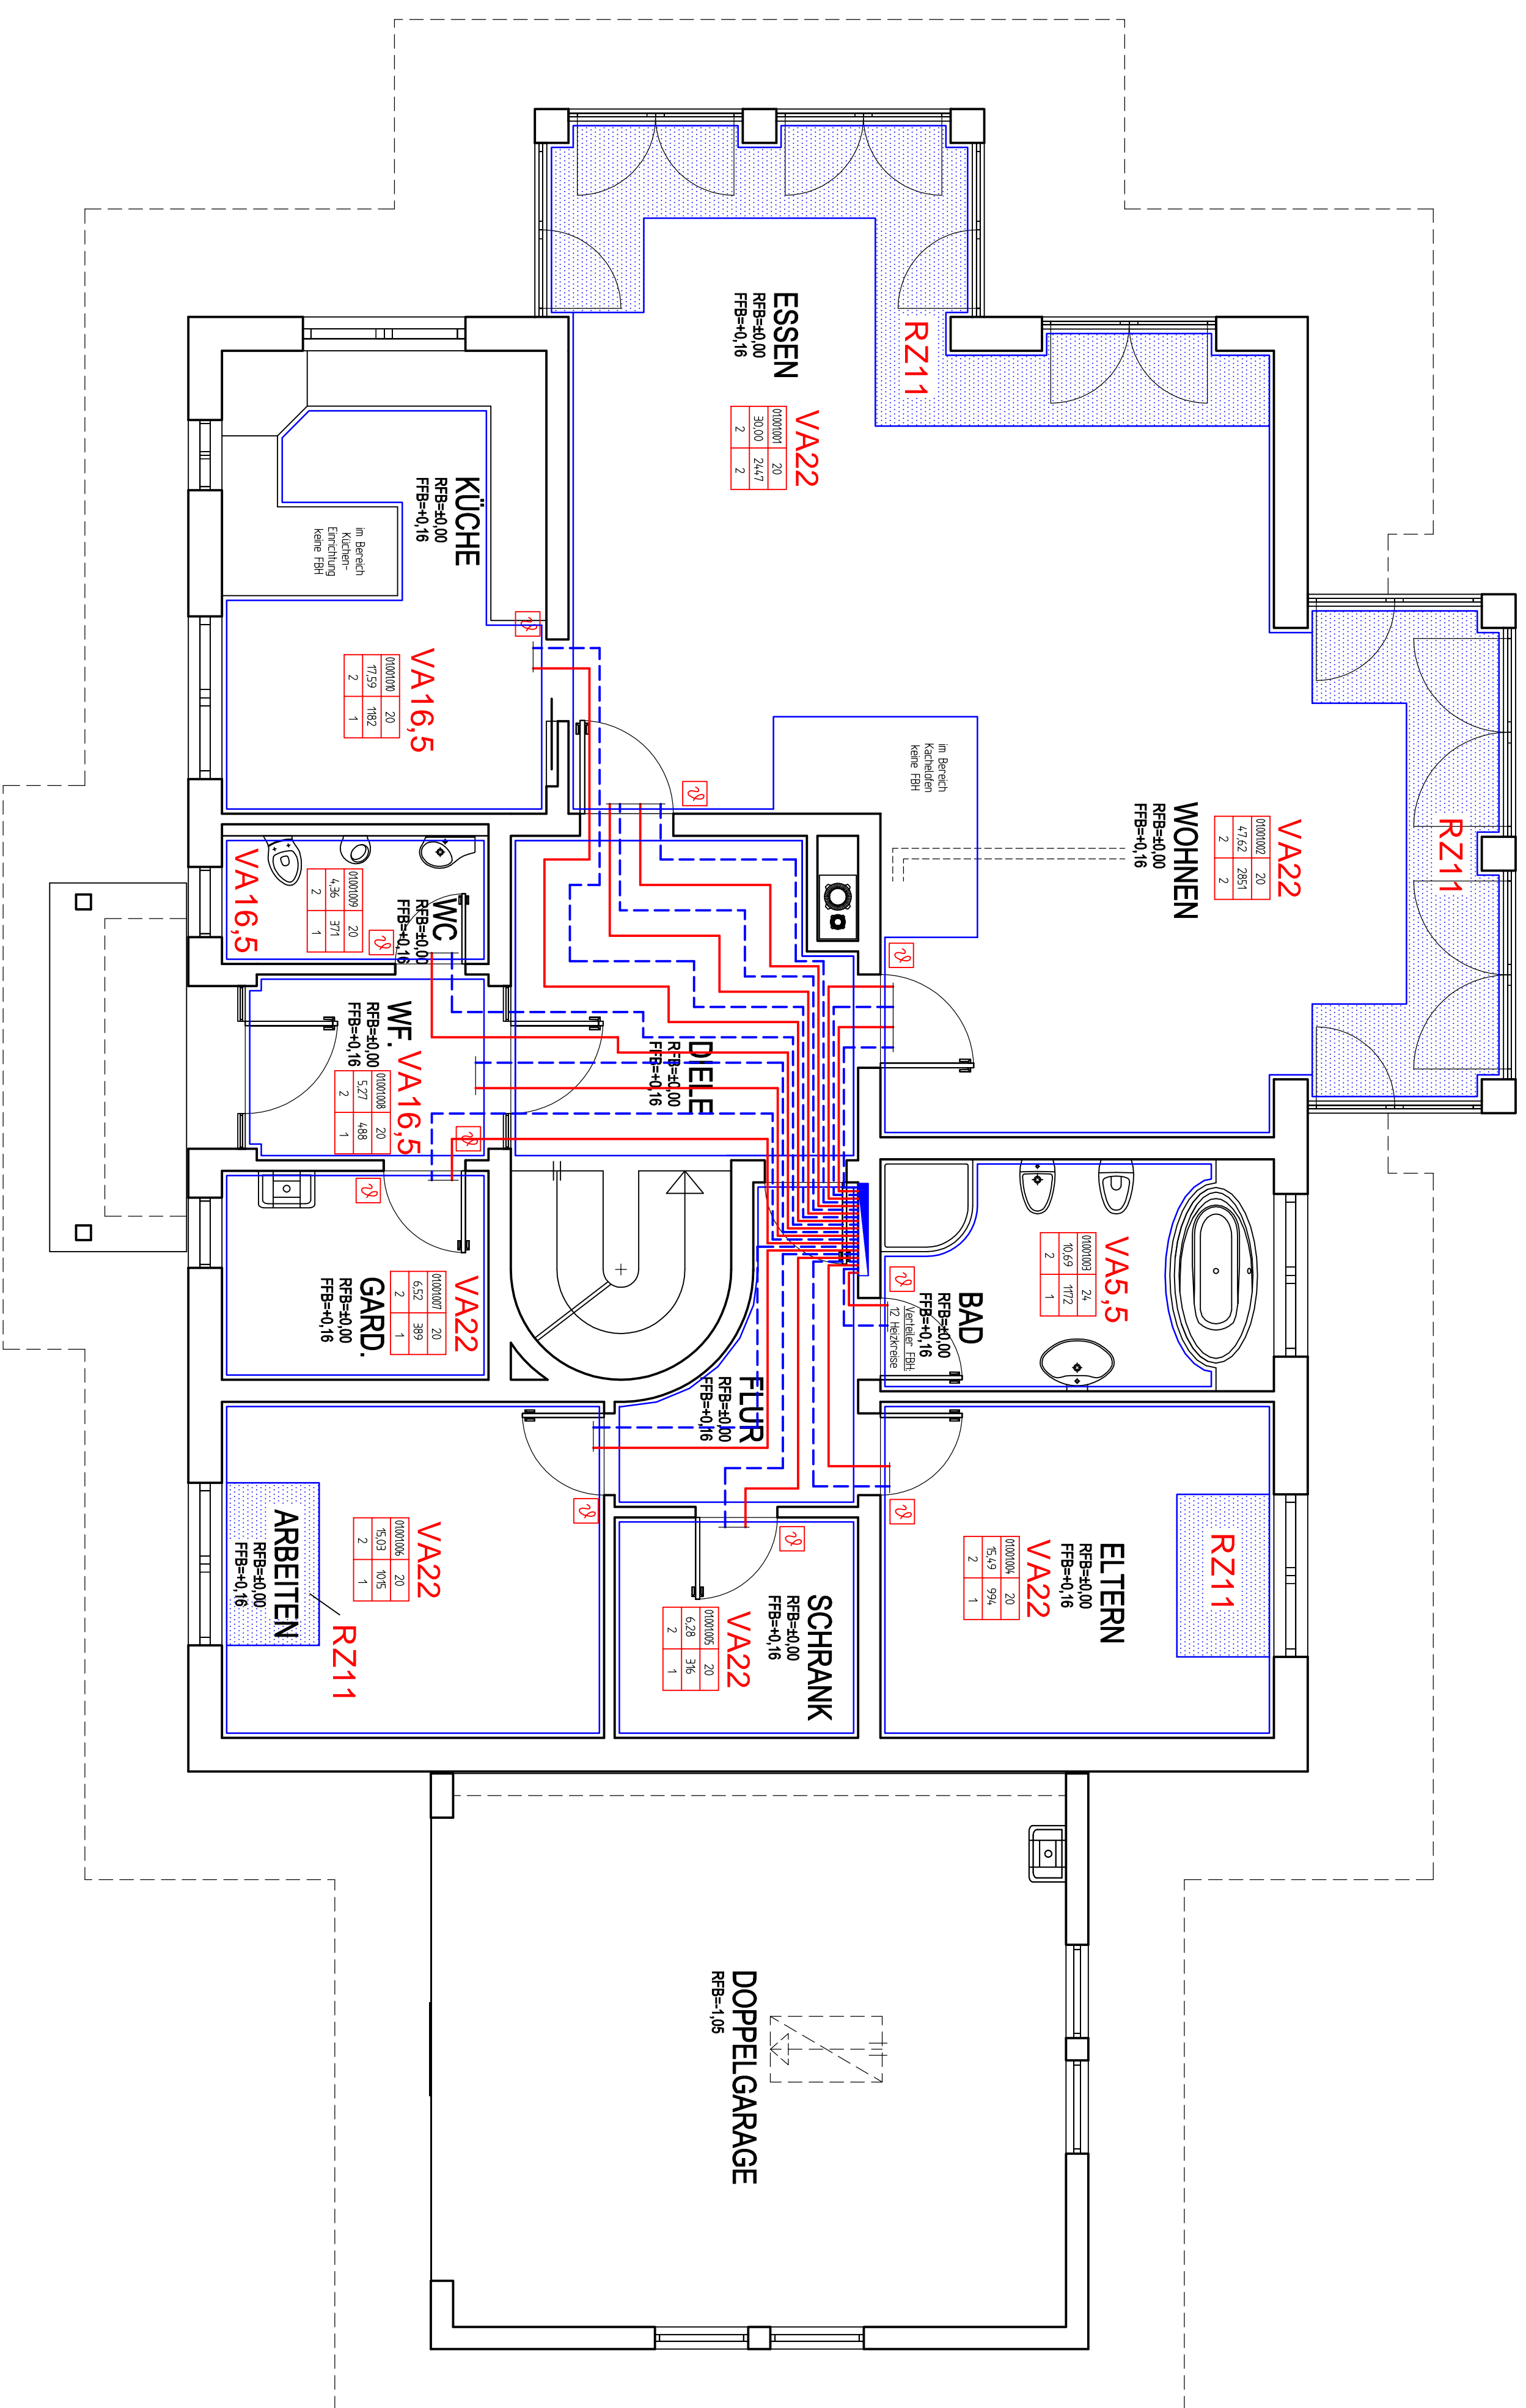 WOHNEN
RFB=±0,00
FFB=+0,16
VA22
01001002 20
47,62 2851
2 2
RZ11
ESSEN
RFB=±0,00
FFB=+0,16
VA22
01001001 20
30,00 2447
2 2
RZ11
im Bereich
Kachelofen
keine FBH
KÜCHE
RFB=±0,00
FFB=+0,16
im Bereich
Küchen-
Einrichtung
keine FBH
VA16,5
01001010 20
17,59 1182
2 1
WC
RFB=±0,00
FFB=+0,16
01001009 20
4,36 371
2 1
VA16,5
WF.
RFB=±0,00
FFB=+0,16
VA16,5
01001008 20
5,27 488
2 1
DIELE
RFB=±0,00
FFB=+0,16
GARD.
RFB=±0,00
FFB=+0,16
VA22
01001007 20
6,52 389
2 1
BAD
RFB=±0,00
FFB=+0,16
Verteiler FBH:
12 Heizkreise
VA5,5
01001003 24
10,69 1172
2 1
FLUR
RFB=±0,00
FFB=+0,16
ELTERN
RFB=±0,00
FFB=+0,16
VA22
01001004 20
15,49 994
2 1
RZ11
SCHRANK
RFB=±0,00
FFB=+0,16
VA22
01001005 20
6,28 316
2 1
ARBEITEN
RFB=±0,00
FFB=+0,16
VA22
01001006 20
15,03 1015
2 1
RZ11
DOPPELGARAGE
RFB=-1,05